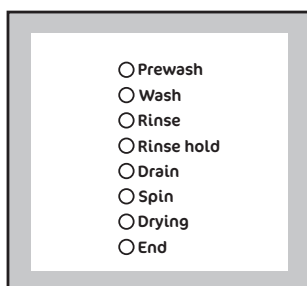 Prewash
Wash
Rinse
Rinse hold
Drain
Spin
Drying
End